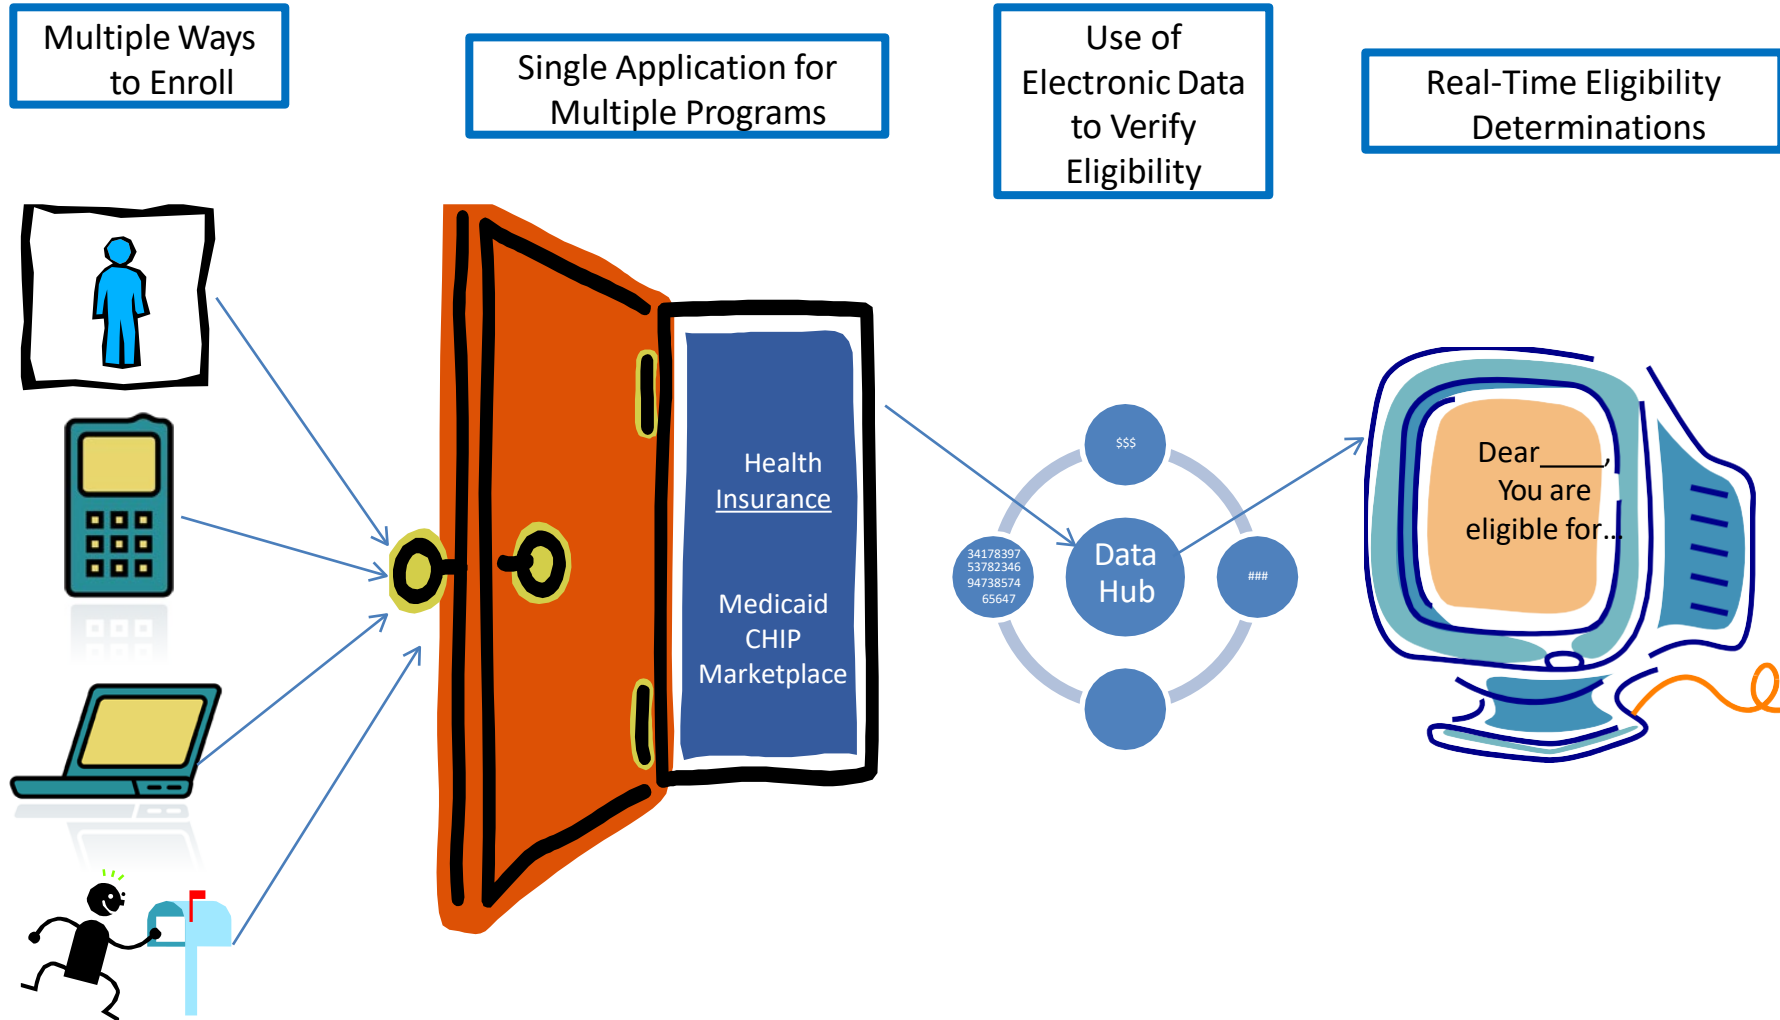 Multiple Ways
to Enroll
Single Application for
Multiple Programs
Use of
Electronic Data
to Verify
Eligibility
Real-Time Eligibility
Determinations
Health
Insurance
Medicaid
CHIP
Marketplace
$$$
34178397
53782346
94738574
65647
Data
Hub
###
Dear____,
You are
eligible for...